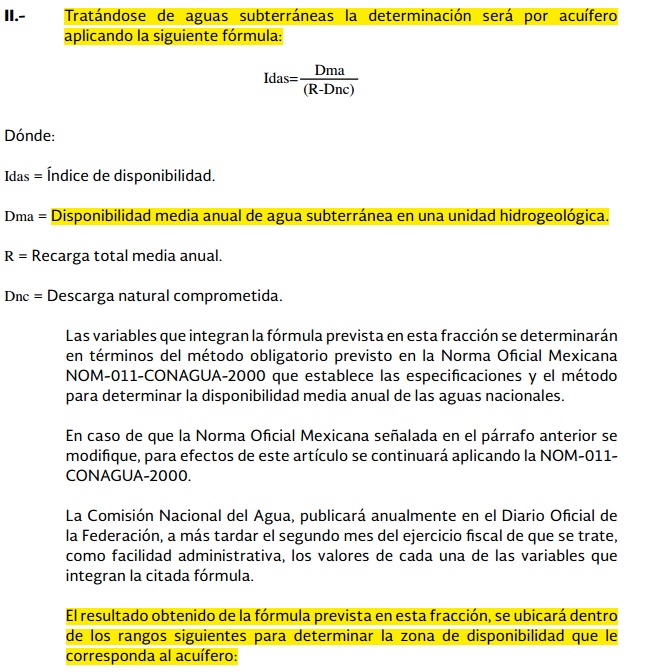 II.- Tratándose de aguas subterráneas la determinación será por acuífero
aplicando la siguiente fórmula:
Idas=Dma
(R-Dnc)
Dónde:
Idas = Índice de disponibilidad.
Dma = Disponibilidad media anual de agua subterránea en una unidad hidrogeológica.
R = Recarga total media anual.
Dnc = Descarga natural comprometida.
Las variables que integran la fórmula prevista en esta fracción se determinarán
en términos del método obligatorio previsto en la Norma Oficial Mexicana
NOM-011-CONAGUA-2000 que establece las especificaciones y el método
para determinar la disponibilidad media anual de las aguas nacionales.
En caso de que la Norma Oficial Mexicana señalada en el párrafo anterior se
modifique, para efectos de este artículo se continuará aplicando la NOM-011-
CONAGUA-2000.
La Comisión Nacional del Agua, publicará anualmente en el Diario Oficial de
la Federación, a más tardar el segundo mes del ejercicio fiscal de que se trate,
como facilidad administrativa, los valores de cada una de las variables que
integran la citada fórmula.
El resultado obtenido de la fórmula prevista en esta fracción, se ubicará dentro
de los rangos siguientes para determinar la zona de disponibilidad que le
corresponda al acuífero: